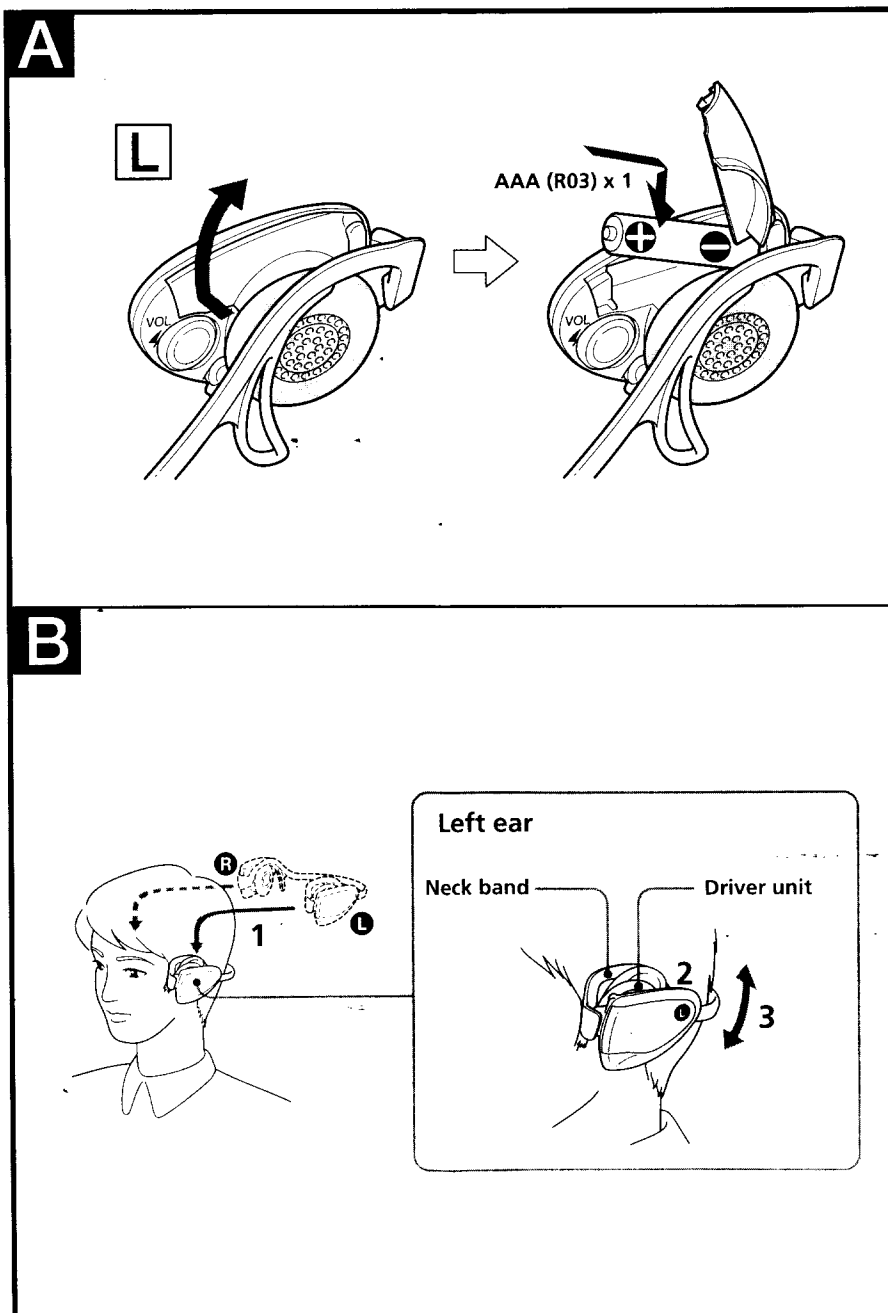 A
L
VOL
AAA (R03) x 1
+
−
VOL
B
R
1
L
Left ear
Neck band
Driver unit
2
L
3